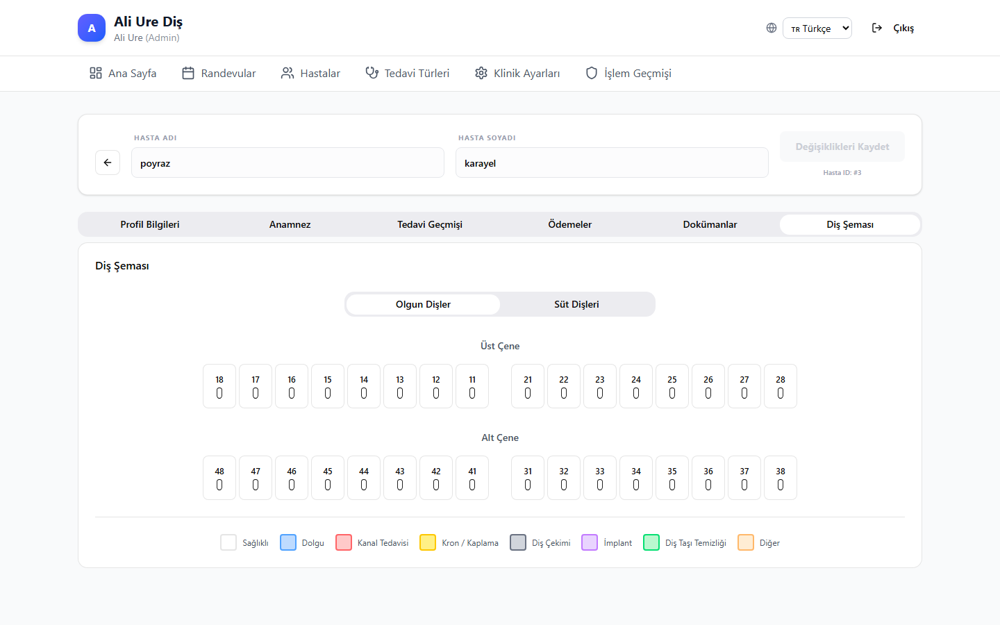 A
Ali Ure Diş
Ali Ure (Admin)
TR Türkçe
Çıkış
Ana Sayfa
Randevular
Hastalar
Tedavi Türleri
Klinik Ayarları
İşlem Geçmişi
HASTA ADI
poyraz
HASTA SOYADI
karayel
Değişiklikleri Kaydet
Hasta ID: #3
Profil Bilgileri
Anamnez
Tedavi Geçmişi
Ödemeler
Dokümanlar
Diş Şeması
Diş Şeması
Olgun Dişler
Süt Dişleri
Üst Çene
18 17 16 15 14 13 12 11 21 22 23 24 25 26 27 28
Alt Çene
48 47 46 45 44 43 42 41 31 32 33 34 35 36 37 38
Sağlıklı
Dolgu
Kanal Tedavisi
Kron / Kaplama
Diş Çekimi
İmplant
Diş Taşı Temizliği
Diğer